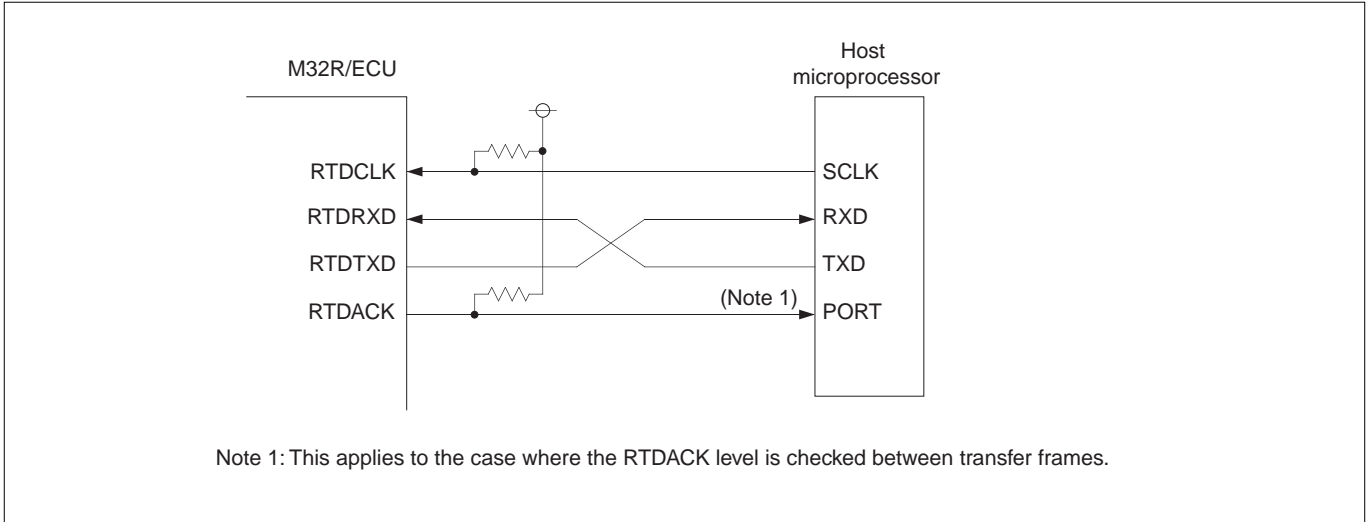 M32R/ECU
Host
microprocessor
RTDCLK
SCLK
RTDRXD
RXD
RTDTXD
TXD
RTDACK
(Note 1)
PORT
Note 1: This applies to the case where the RTDACK level is checked between transfer frames.